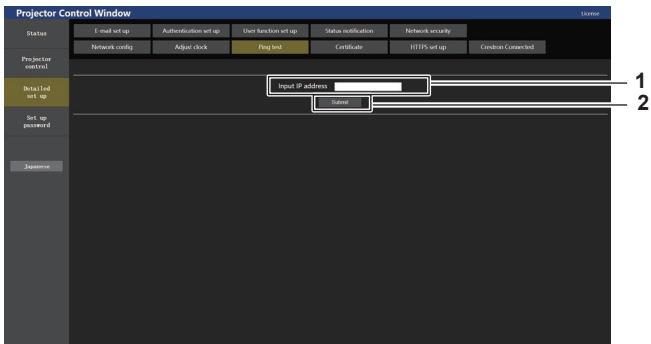 Projector Control Window
License
Status
E-mail set up
Authentication set up
User function set up
Status notification
Network security
Network config
Adjust clock
Ping test
Certificate
HTTPS set up
Crestron Connected
Projector
control
Detailed
set up
Input IP address
1
Submit
2
Set up
password
Japanese